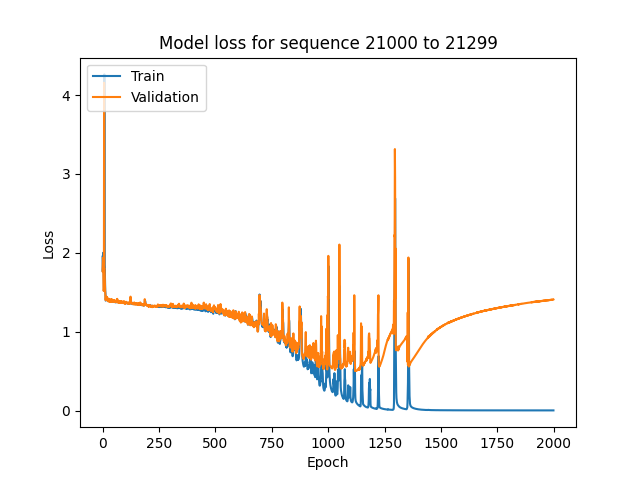 Model loss for sequence 21000 to 21299
Train
Validation
Loss
4
3
2
1
0
0 250 500 750 1000 1250 1500 1750 2000
Epoch